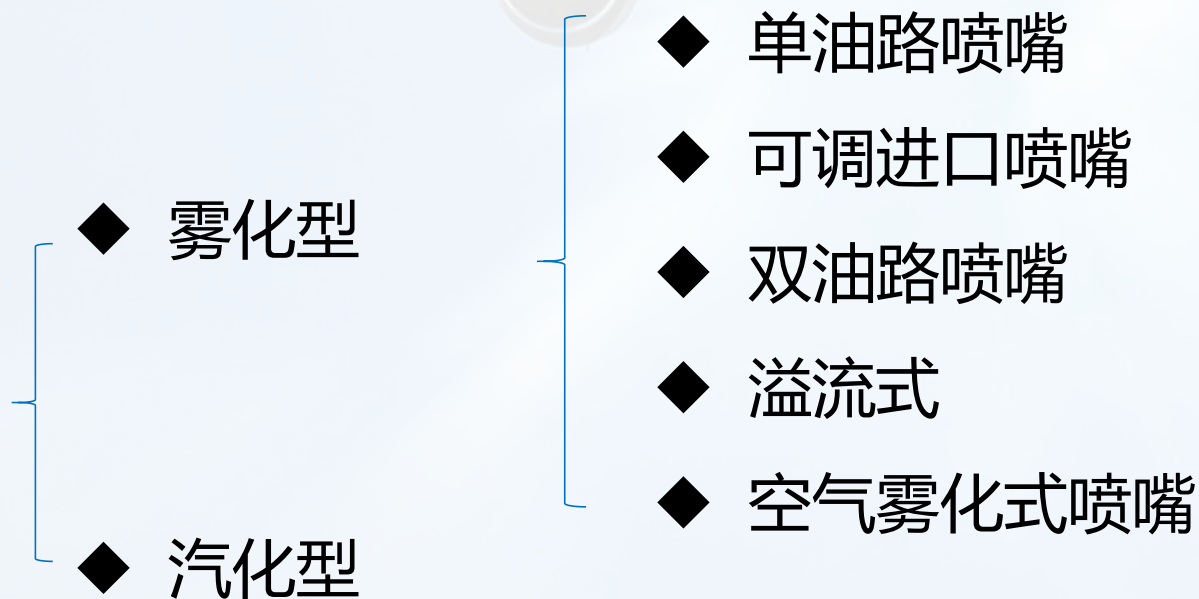 ◆ 雾化型
◆ 汽化型
◆ 单油路喷嘴
◆ 可调进口喷嘴
◆ 双油路喷嘴
◆ 溢流式
◆ 空气雾化式喷嘴